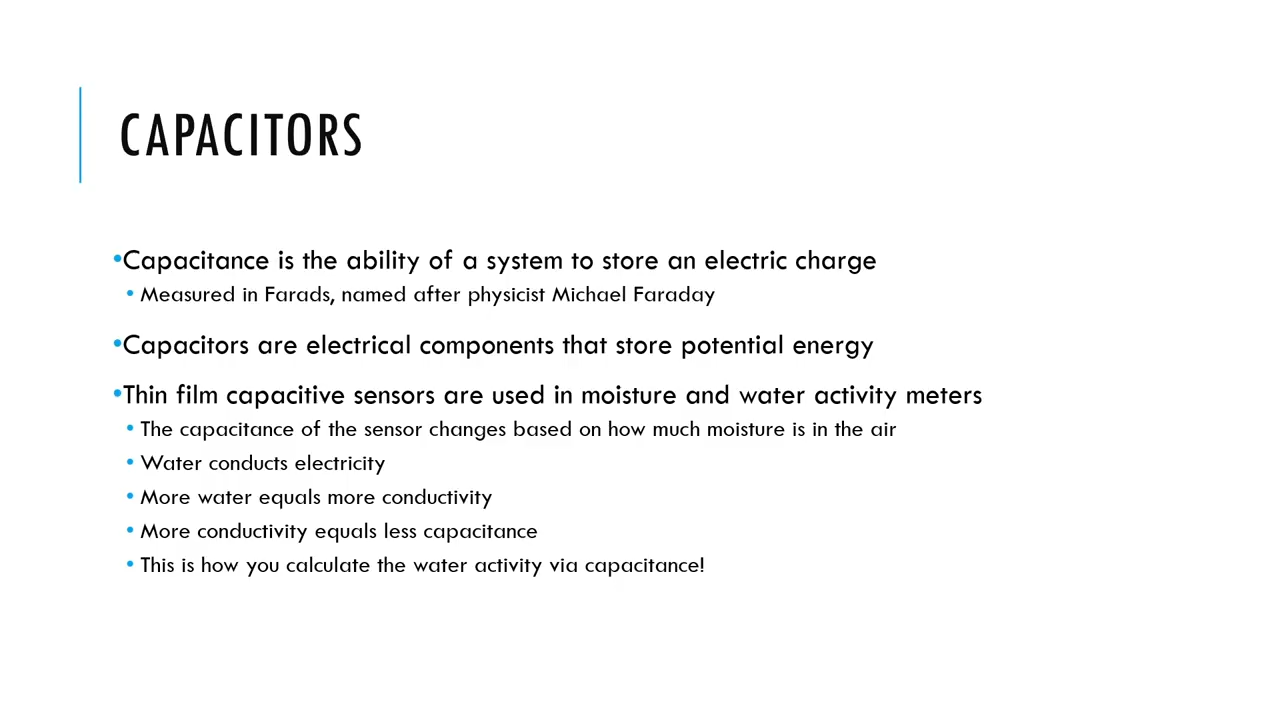 CAPACITORS
•Capacitance is the ability of a system to store an electric charge
• Measured in Farads, named after physicist Michael Faraday
•Capacitors are electrical components that store potential energy
•Thin film capacitive sensors are used in moisture and water activity meters
• The capacitance of the sensor changes based on how much moisture is in the air
• Water conducts electricity
• More water equals more conductivity
• More conductivity equals less capacitance
• This is how you calculate the water activity via capacitance!